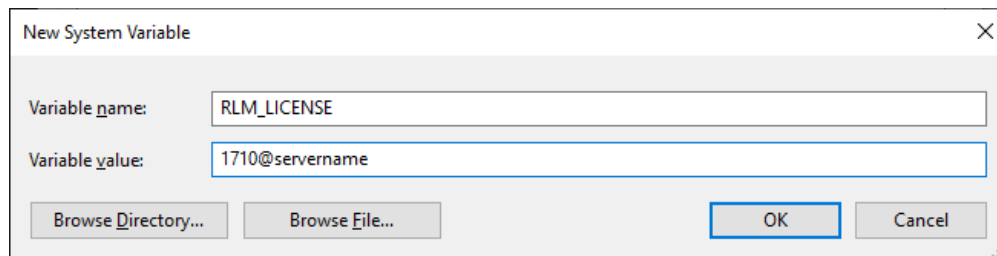 New System Variable
Variable name: RLM_LICENSE
Variable value: 1710@servername
Browse Directory... Browse File... OK Cancel